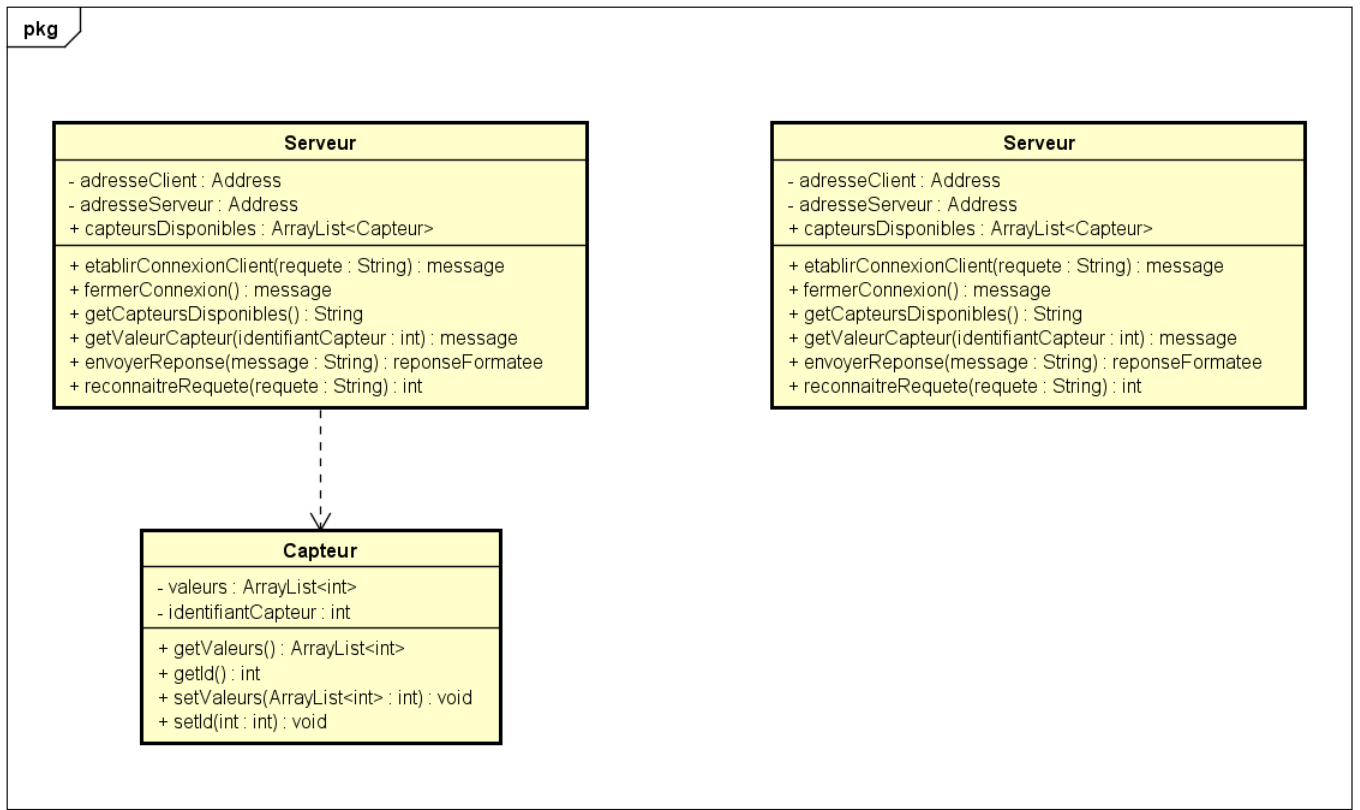 pkg
Serveur
- adresseClient : Address
- adresseServeur : Address
+ capteursDisponibles : ArrayList<Capteur>
+ etablirConnexionClient(requete : String) : message
+ fermerConnexion() : message
+ getCapteursDisponibles() : String
+ getValeurCapteur(identifiantCapteur : int) : message
+ envoyerReponse(message : String) : reponseFormatee
+ reconnaitreRequete(requete : String) : int
Serveur
- adresseClient : Address
- adresseServeur : Address
+ capteursDisponibles : ArrayList<Capteur>
+ etablirConnexionClient(requete : String) : message
+ fermerConnexion() : message
+ getCapteursDisponibles() : String
+ getValeurCapteur(identifiantCapteur : int) : message
+ envoyerReponse(message : String) : reponseFormatee
+ reconnaitreRequete(requete : String) : int
Capteur
- valeurs : ArrayList<int>
- identifiantCapteur : int
+ getValeurs() : ArrayList<int>
+ getId() : int
+ setValeurs(ArrayList<int> : int) : void
+ setId(int : int) : void